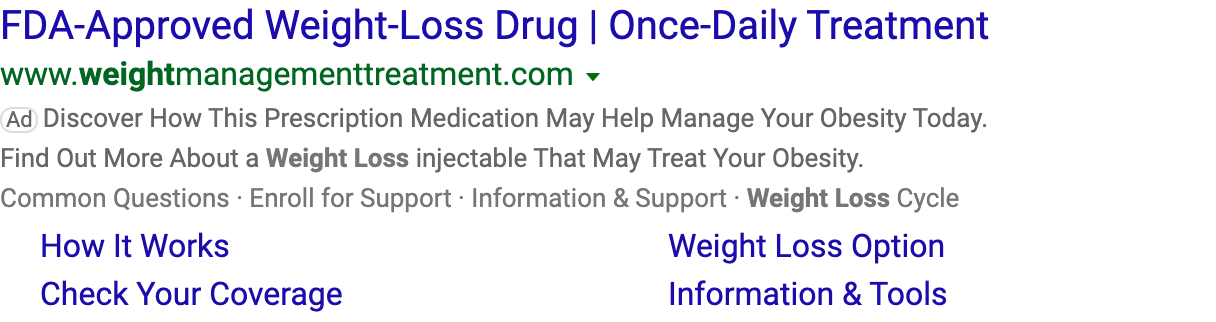 FDA-Approved Weight-Loss Drug | Once-Daily Treatment
www.weightmanagementtreatment.com
Ad Discover How This Prescription Medication May Help Manage Your Obesity Today.
Find Out More About a Weight Loss injectable That May Treat Your Obesity.
Common Questions · Enroll for Support · Information & Support · Weight Loss Cycle
How It Works Weight Loss Option
Check Your Coverage Information & Tools